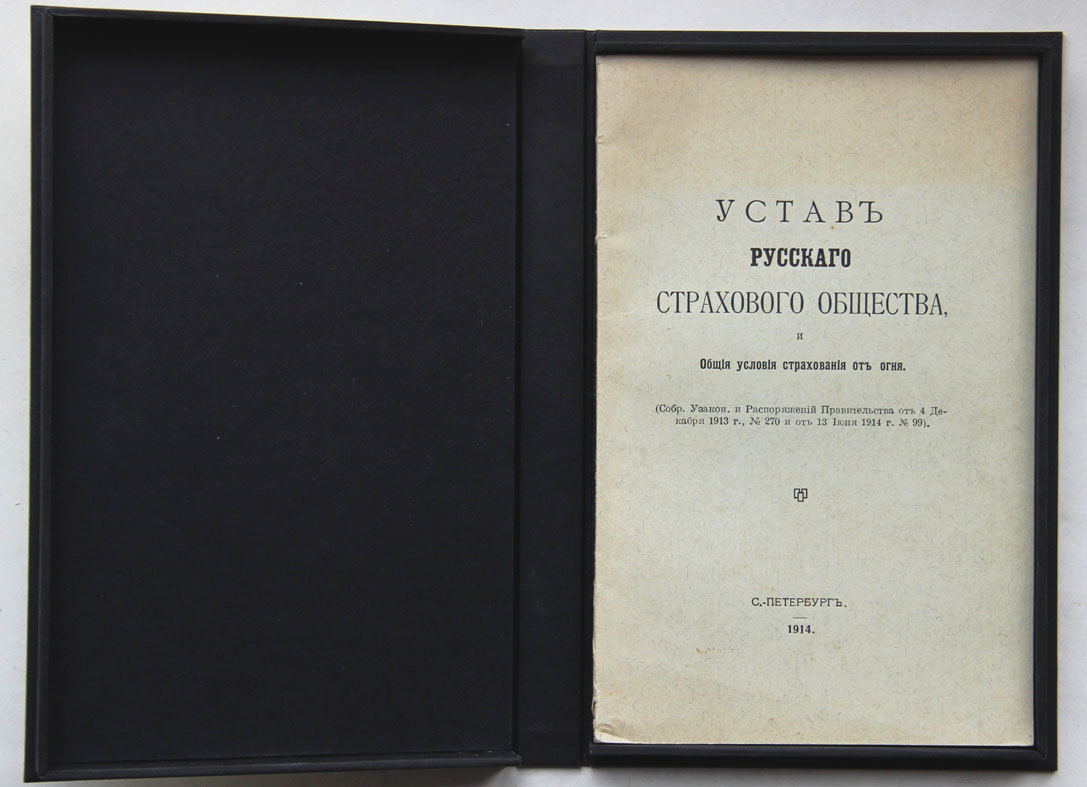 УСТАВЪ
РУССКАГО
СТРАХОВОГО ОБЩЕСТВА,
и
Общія условія страхованія отъ огня.
(Собр. Узакон. и Распоряженій Правительства отъ 4 Де-
кабря 1913 г., № 270 и отъ 13 Іюня 1914 г. № 99).
С.-ПЕТЕРБУРГЪ.
1914.